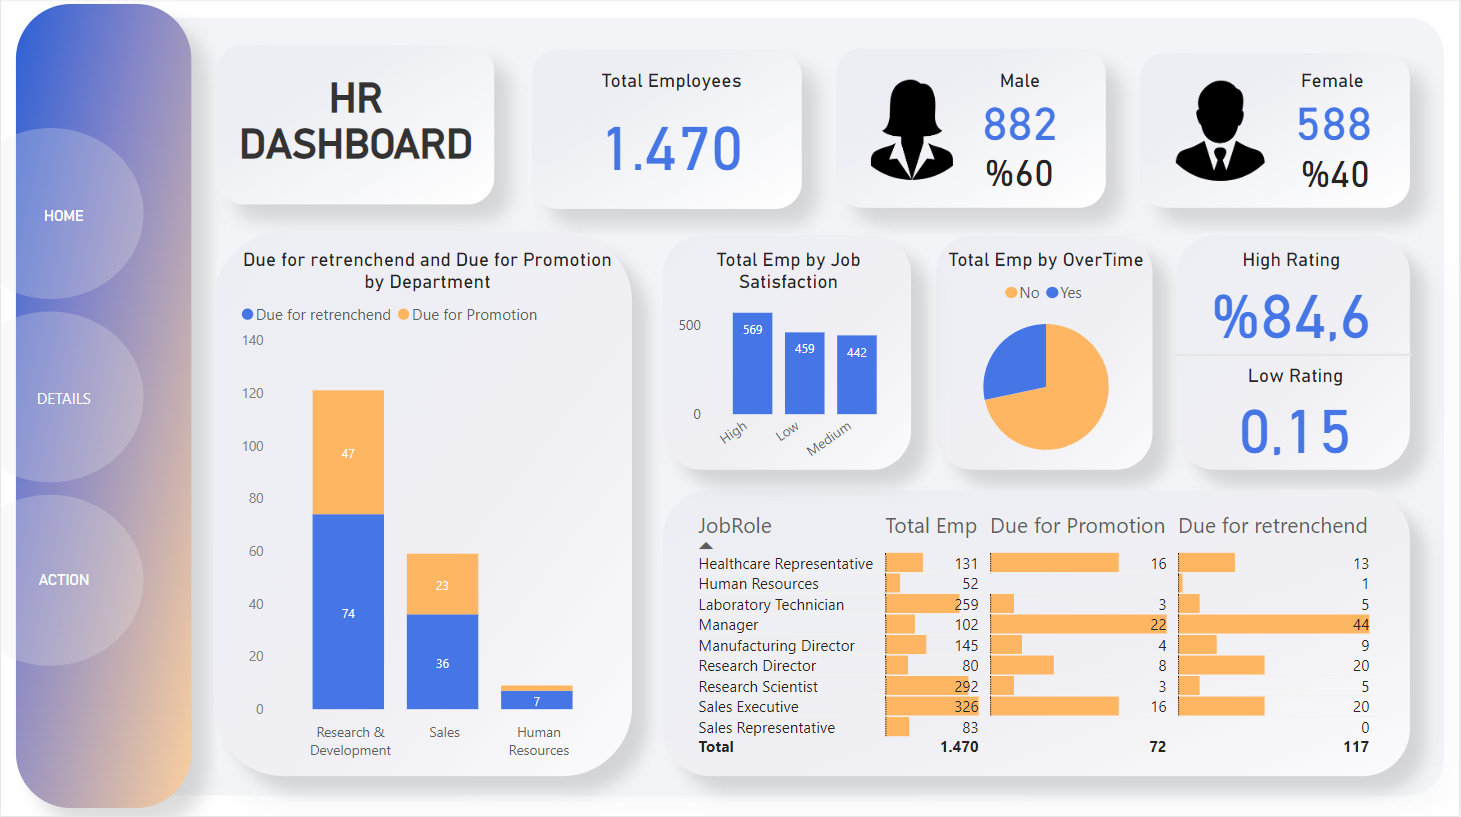 HOME
DETAILS
ACTION
HR
DASHBOARD
Total Employees
1.470
Male
882
%60
Female
588
%40
Due for retrenchend and Due for Promotion
by Department
Due for retrenchend Due for Promotion
140
120
100
80
60
40
20
0
47
74
23
36
7
Research &
Development
Sales
Human
Resources
Total Emp by Job
Satisfaction
500
0
569
459
442
High
Low
Medium
Total Emp by OverTime
No Yes
High Rating
%84,6
Low Rating
0,15
JobRole Total Emp Due for Promotion Due for retrenchend
Healthcare Representative 131 16 13
Human Resources 52 1
Laboratory Technician 259 3 5
Manager 102 22 44
Manufacturing Director 145 4 9
Research Director 80 8 20
Research Scientist 292 3 5
Sales Executive 326 16 20
Sales Representative 83 0
Total 1.470 72 117